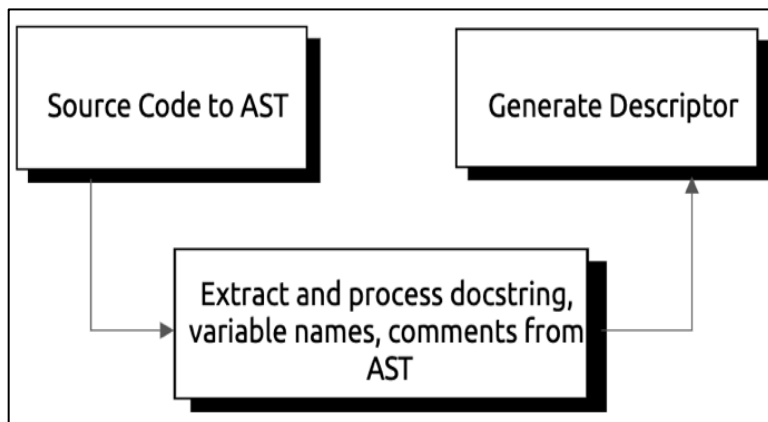 Source Code to AST
Generate Descriptor
Extract and process docstring,
variable names, comments from
AST